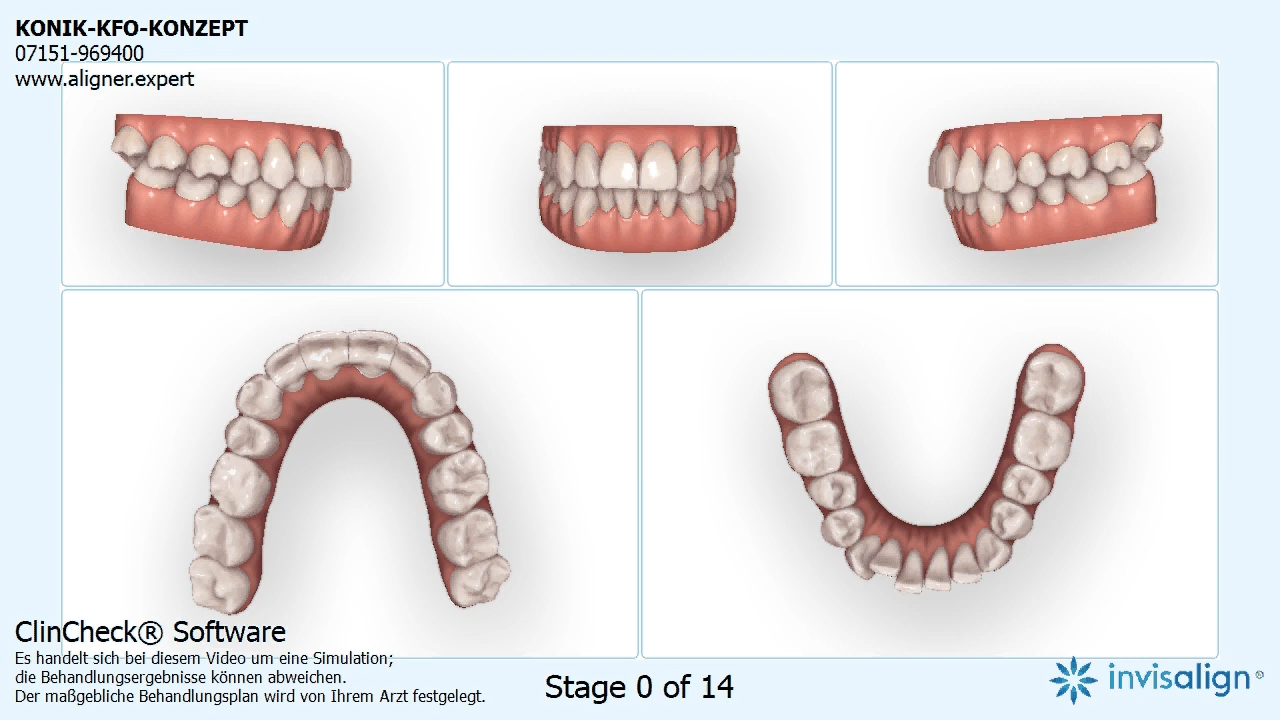 KONIK-KFO-KONZEPT
07151-969400
www.aligner.expert
ClinCheck® Software
Es handelt sich bei diesem Video um eine Simulation;
die Behandlungsergebnisse können abweichen.
Der maßgebliche Behandlungsplan wird von Ihrem Arzt festgelegt.
Stage 0 of 14
invisalign®